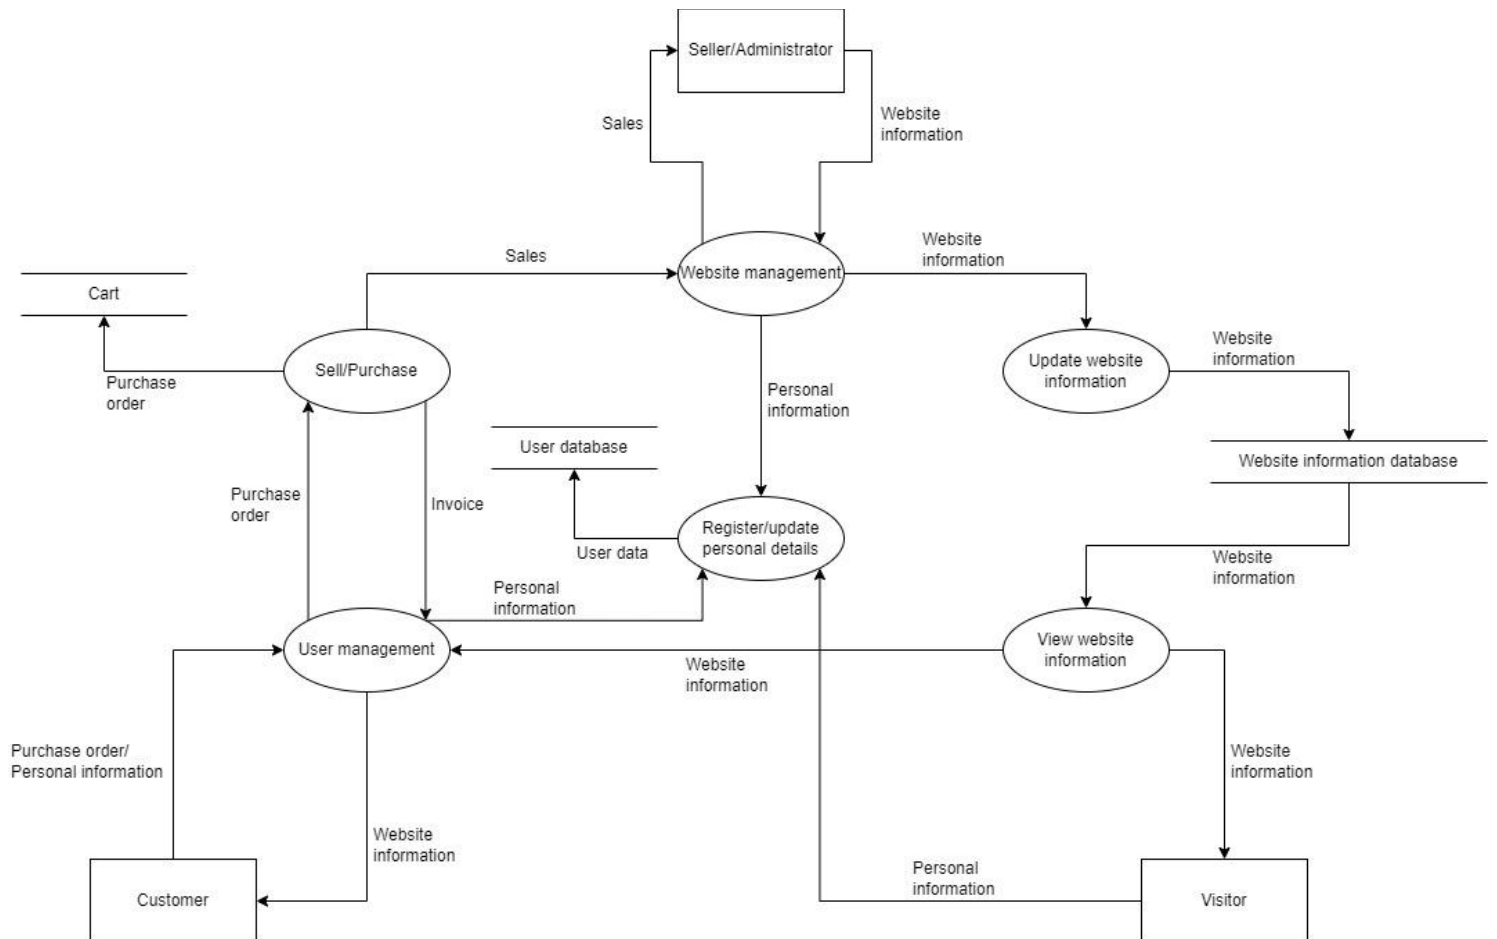 Seller/Administrator
Sales
Website
information
Sales
Website management
Website
information
Cart
Sell/Purchase
Purchase
order
Update website
information
Website
information
Personal
information
User database
Website information database
Purchase
order
Invoice
Register/update
personal details
User data
Website
information
Personal
information
User management
View website
information
Website
information
Purchase order/
Personal information
Website
information
Website
information
Personal
information
Customer
Visitor